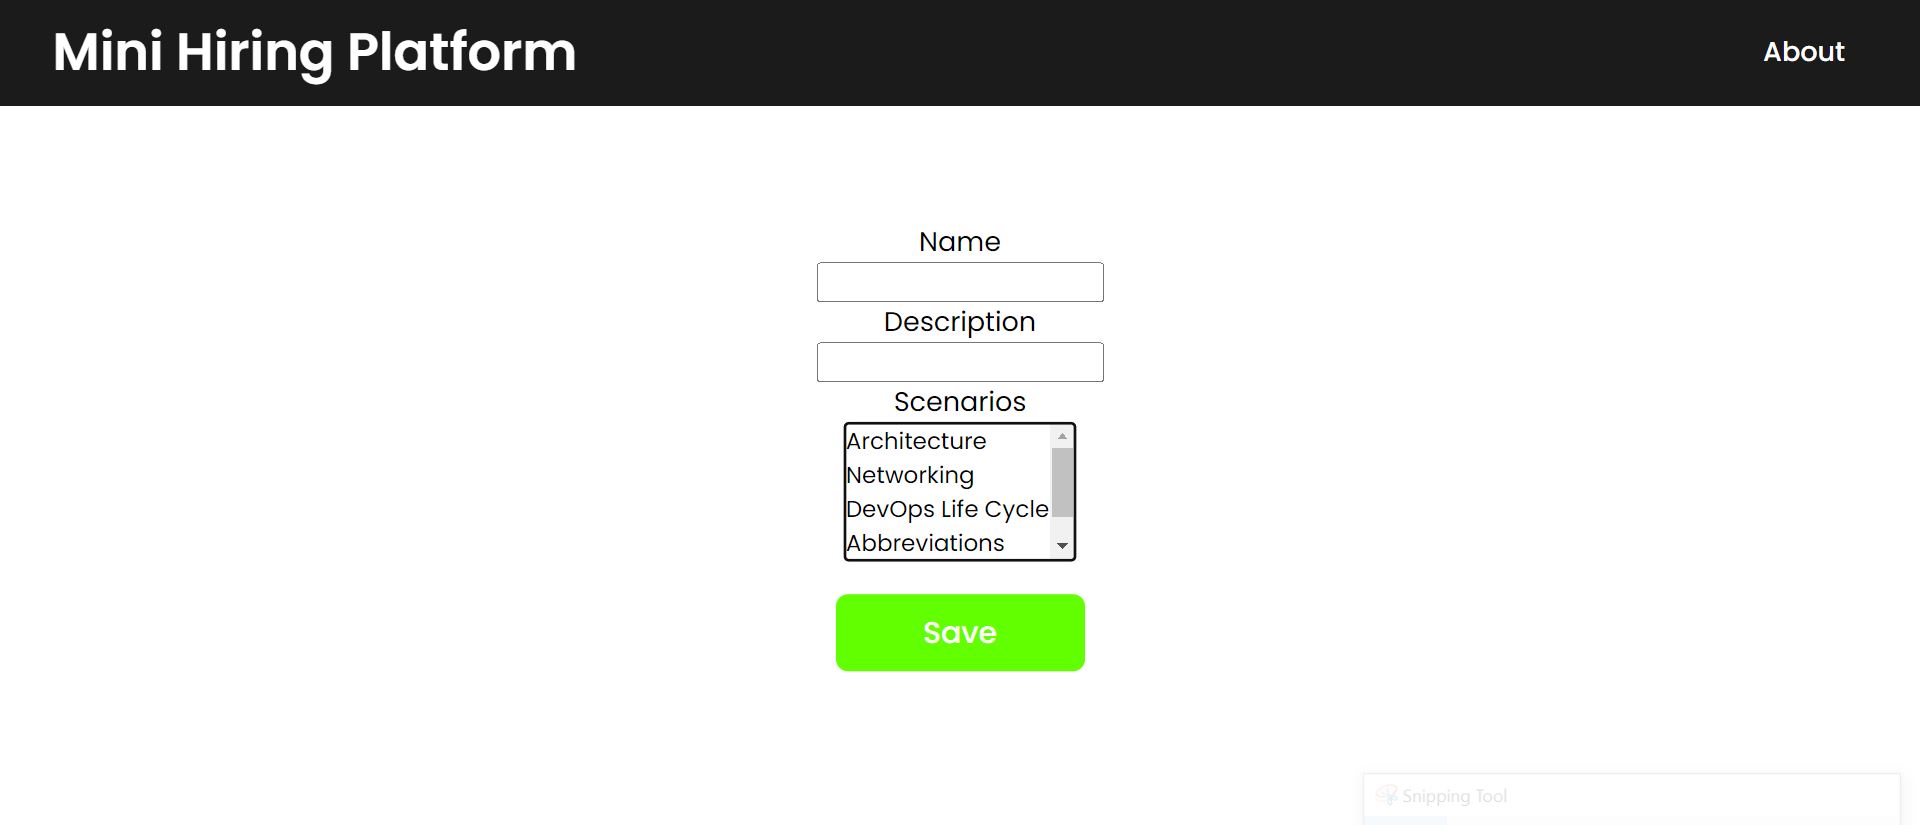 Mini Hiring Platform
About
Name
Description
Scenarios
Architecture
Networking
DevOps Life Cycle
Abbreviations
Save
Snipping Tool